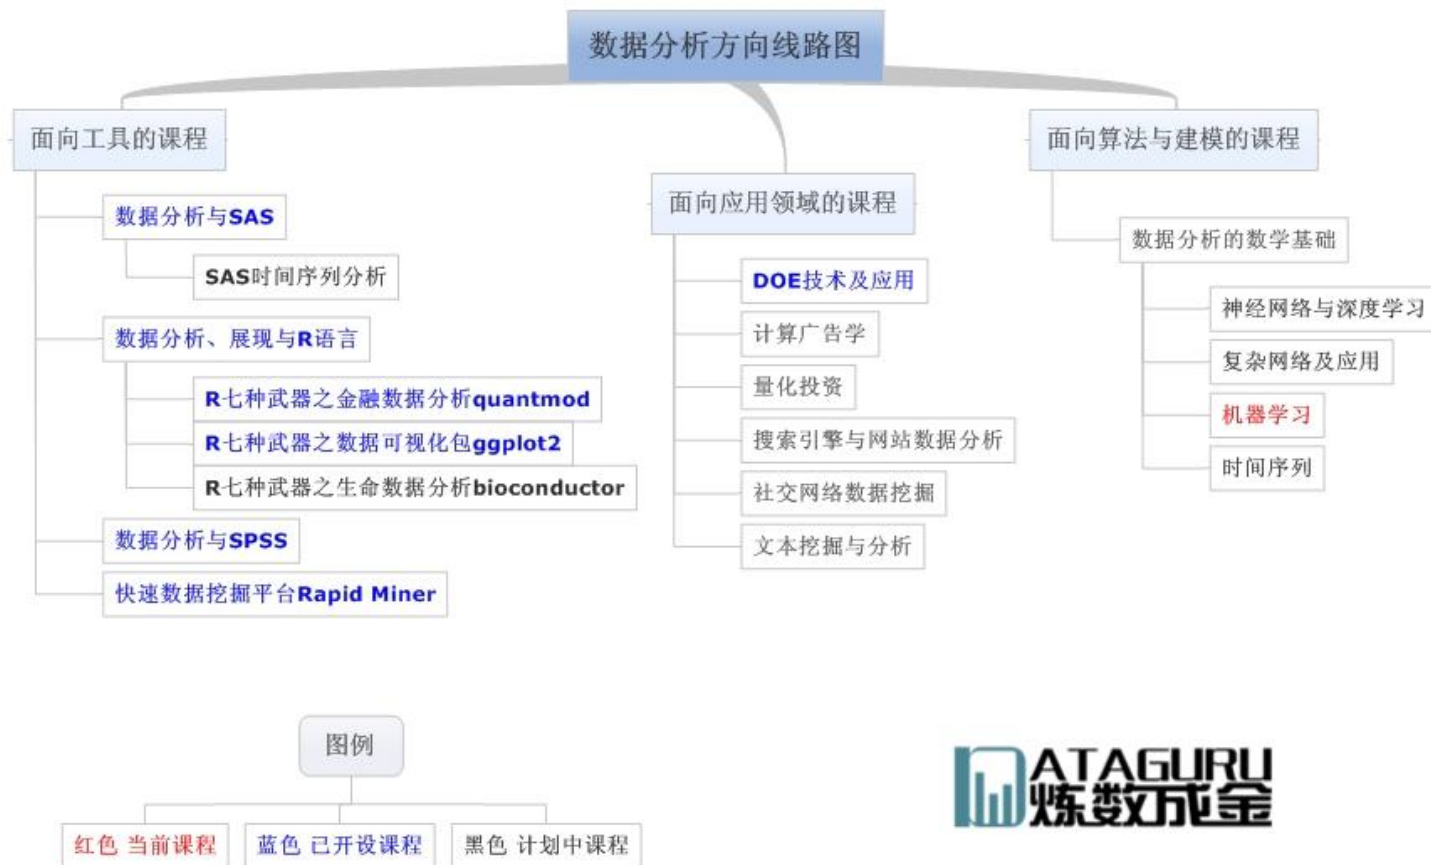 数据分析方向线路图
面向工具的课程
数据分析与SAS
SAS时间序列分析
数据分析、展现与R语言
R七种武器之金融数据分析quantmod
R七种武器之数据可视化包ggplot2
R七种武器之生命数据分析bioconductor
数据分析与SPSS
快速数据挖掘平台Rapid Miner
面向应用领域的课程
DOE技术及应用
计算广告学
量化投资
搜索引擎与网站数据分析
社交网络数据挖掘
文本挖掘与分析
面向算法与建模的课程
数据分析的数学基础
神经网络与深度学习
复杂网络及应用
机器学习
时间序列
图例
红色 当前课程
蓝色 已开设课程
黑色 计划中课程
DATAGURU
炼数成金